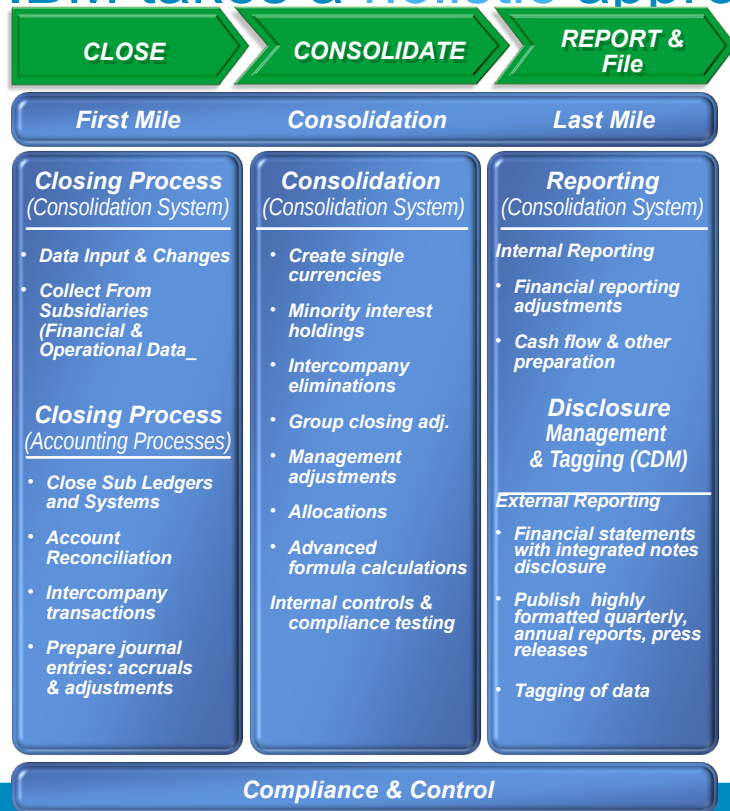 IBM takes a holistic appro
CLOSE
CONSOLIDATE
REPORT &
File
First Mile
Consolidation
Last Mile
Closing Process
(Consolidation System)
• Data Input & Changes
• Collect From
Subsidiaries
(Financial &
Operational Data_
Closing Process
(Accounting Processes)
• Close Sub Ledgers
and Systems
• Account
Reconciliation
• Intercompany
transactions
• Prepare journal
entries: accruals
& adjustments
Consolidation
(Consolidation System)
• Create single
currencies
• Minority interest
holdings
• Intercompany
eliminations
• Group closing adj.
• Management
adjustments
• Allocations
• Advanced
formula calculations
Internal controls &
compliance testing
Reporting
(Consolidation System)
Internal Reporting
• Financial reporting
adjustments
• Cash flow & other
preparation
Disclosure
Management
& Tagging (CDM)
External Reporting
• Financial statements
with integrated notes
disclosure
• Publish highly
formatted quarterly,
annual reports, press
releases
• Tagging of data
Compliance & Control